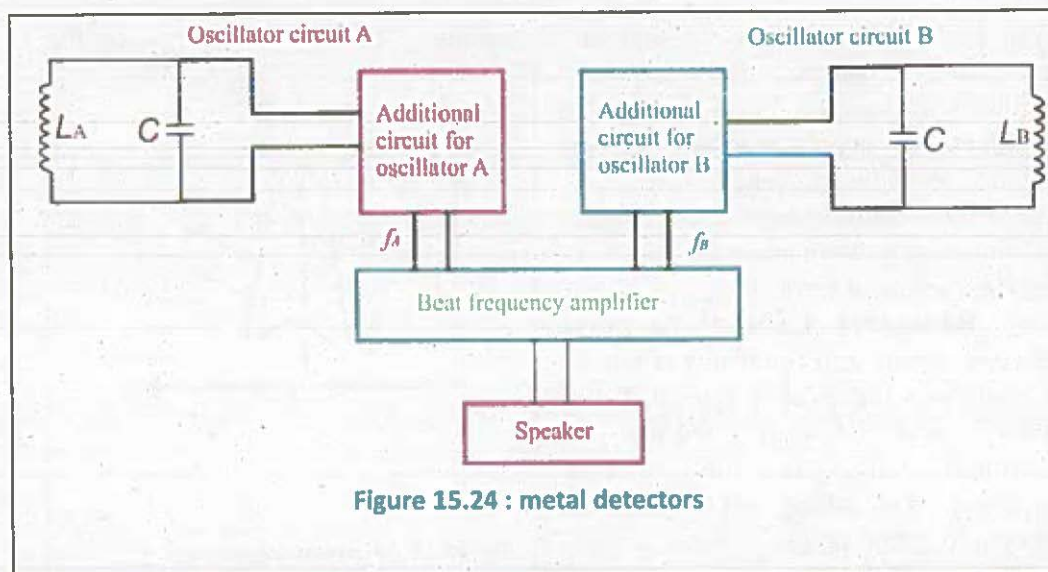 Oscillator circuit A
Oscillator circuit B
LA
C
Additional
circuit for
oscillator A
Additional
circuit for
oscillator B
C
LB
fA
fB
Beat frequency amplifier
Speaker
Figure 15.24 : metal detectors